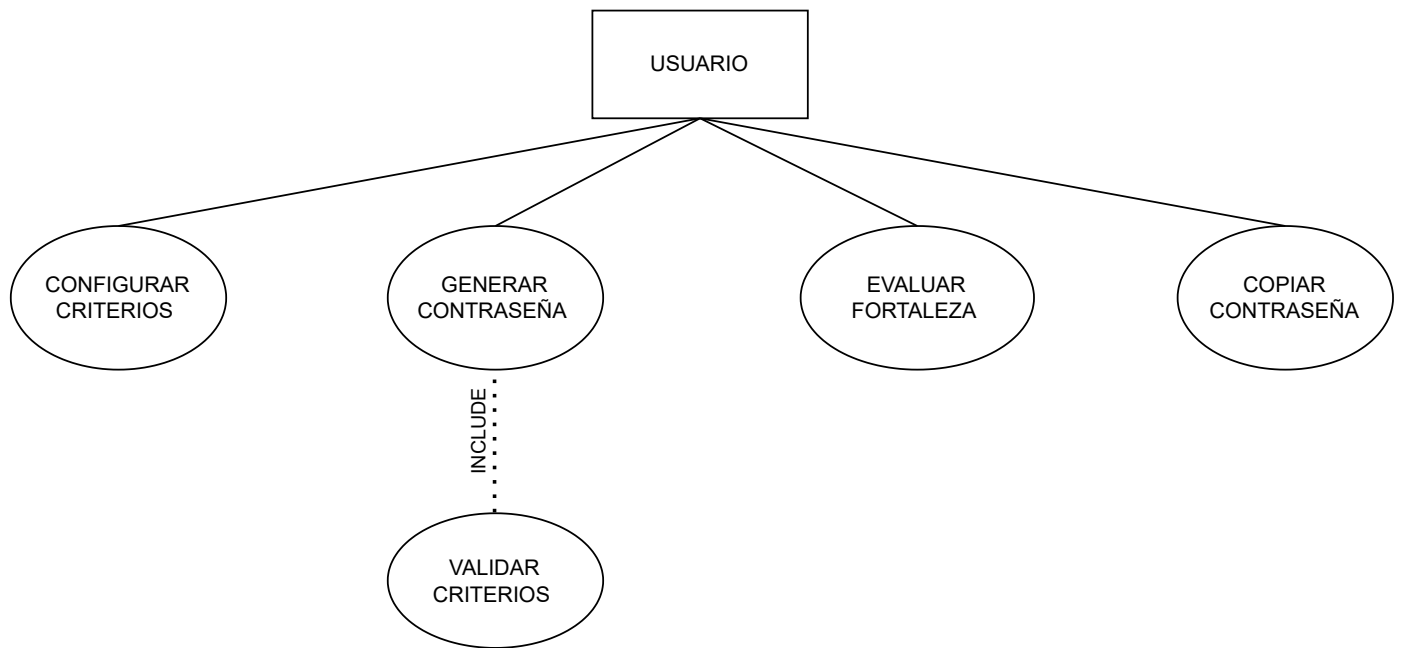 USUARIO
CONFIGURAR
CRITERIOS
GENERAR
CONTRASEÑA
EVALUAR
FORTALEZA
COPIAR
CONTRASEÑA
INCLUDE
VALIDAR
CRITERIOS